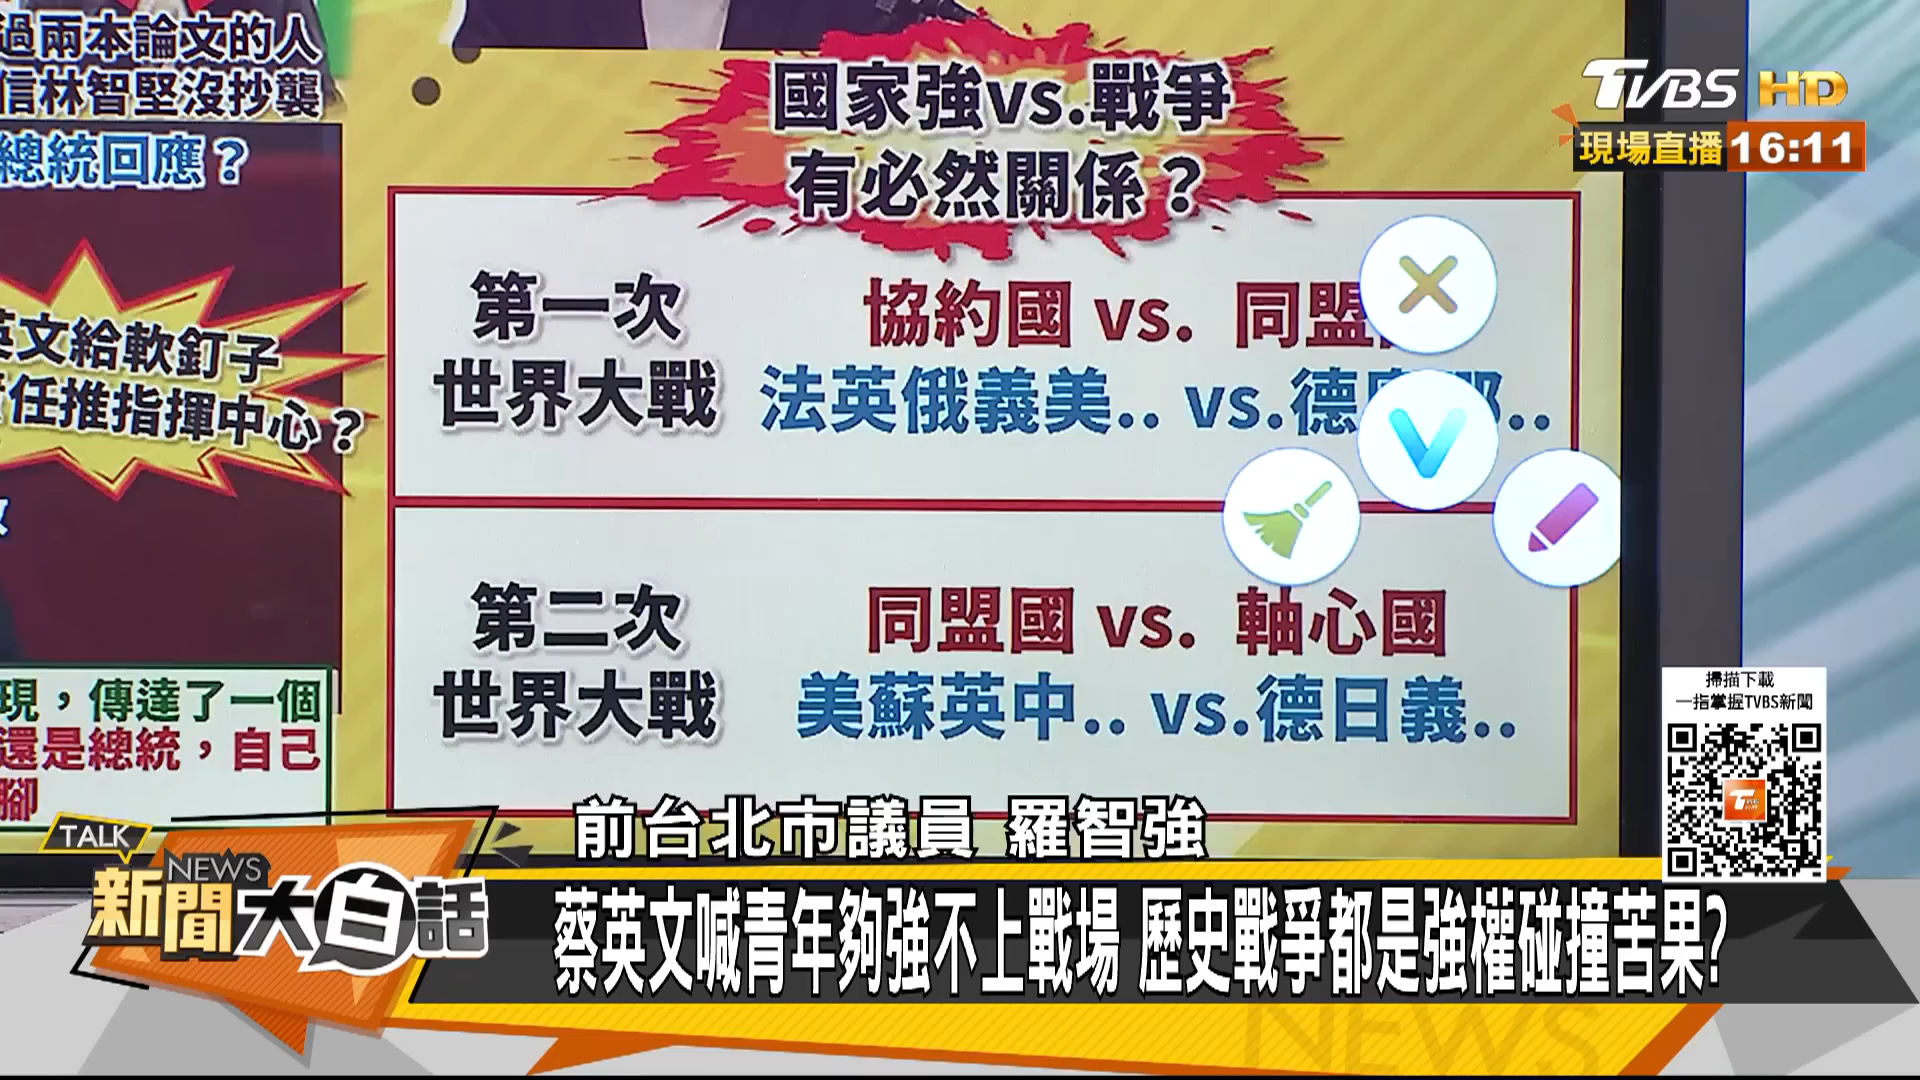 過兩本論文的人
信林智堅沒抄襲
總統回應？
英文給軟釘子
責任推指揮中心？
現，傳達了一個
還是總統，自己
腳
國家強vs.戰爭
有必然關係？
第一次
世界大戰
協約國 vs. 同盟
法英俄義美.. vs.德奧鄂..
第二次
世界大戰
同盟國 vs. 軸心國
美蘇英中.. vs.德日義..
TVBS HD
現場直播 16:11
掃描下載
一指掌握TVBS新聞
前台北市議員 羅智強
TALK
NEWS
新聞大白話
蔡英文喊青年夠強不上戰場 歷史戰爭都是強權碰撞苦果?
NEWS